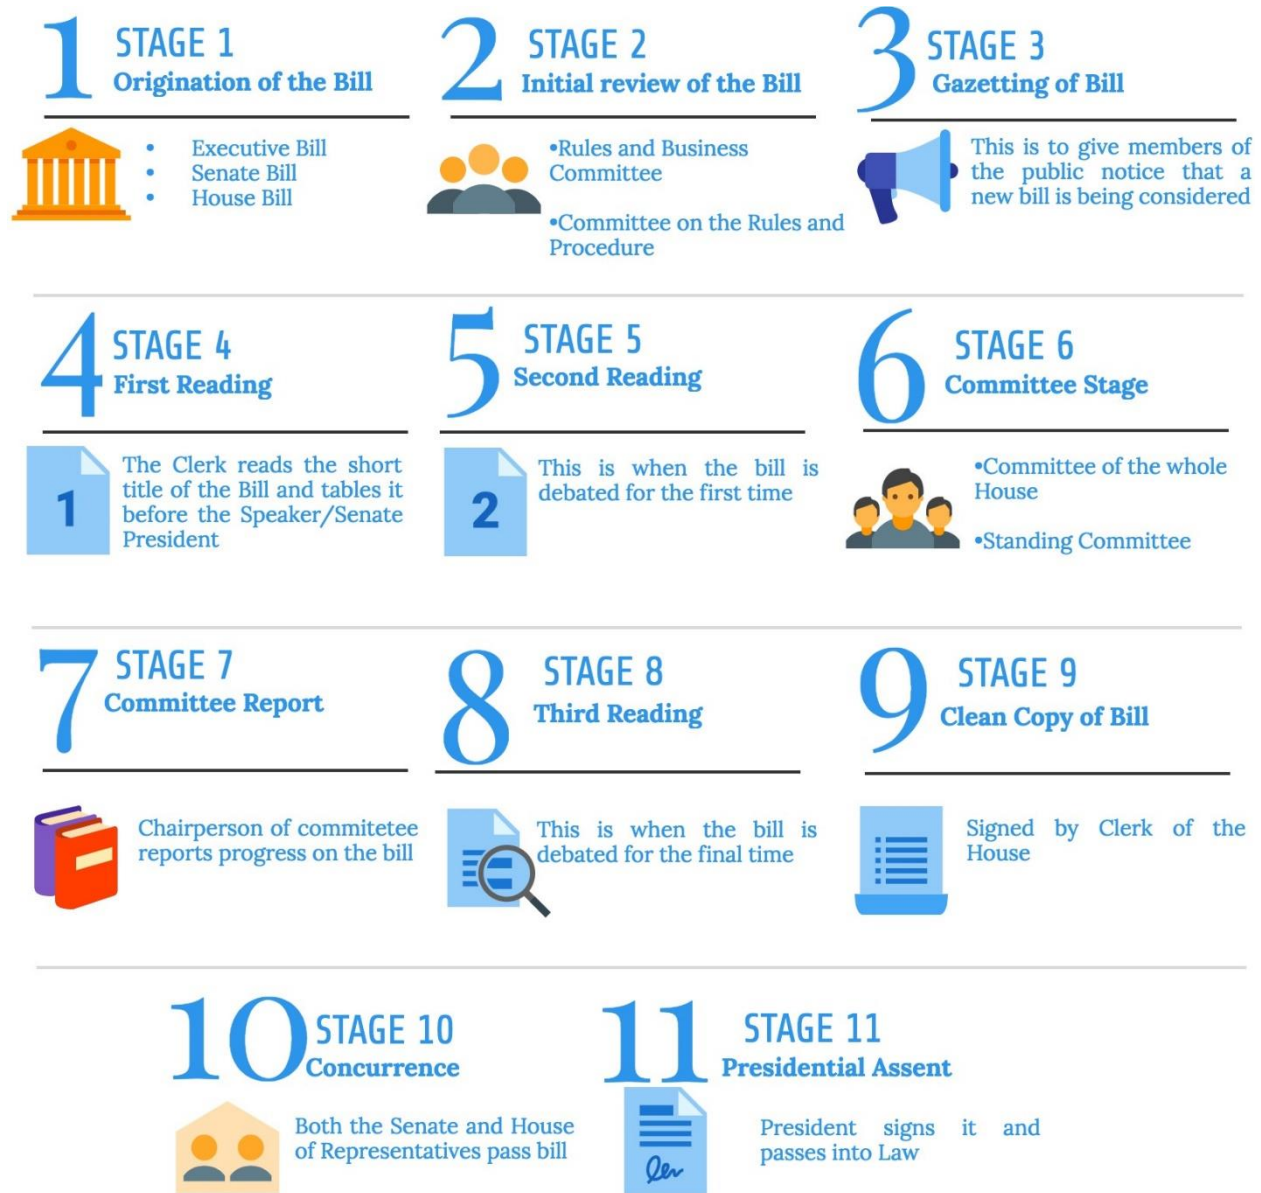 1
STAGE 1
Origination of the Bill
• Executive Bill
• Senate Bill
• House Bill
2
STAGE 2
Initial review of the Bill
•Rules and Business
Committee
•Committee on the Rules and
Procedure
3
STAGE 3
Gazetting of Bill
This is to give members of
the public notice that a
new bill is being considered
4
STAGE 4
First Reading
1
The Clerk reads the short
title of the Bill and tables it
before the Speaker/Senate
President
5
STAGE 5
Second Reading
2
This is when the bill is
debated for the first time
6
STAGE 6
Committee Stage
•Committee of the whole
House
•Standing Committee
7
STAGE 7
Committee Report
Chairperson of commitetee
reports progress on the bill
8
STAGE 8
Third Reading
This is when the bill is
debated for the final time
9
STAGE 9
Clean Copy of Bill
Signed by Clerk of the
House
10
STAGE 10
Concurrence
Both the Senate and House
of Representatives pass bill
11
STAGE 11
Presidential Assent
President signs it and
passes into Law